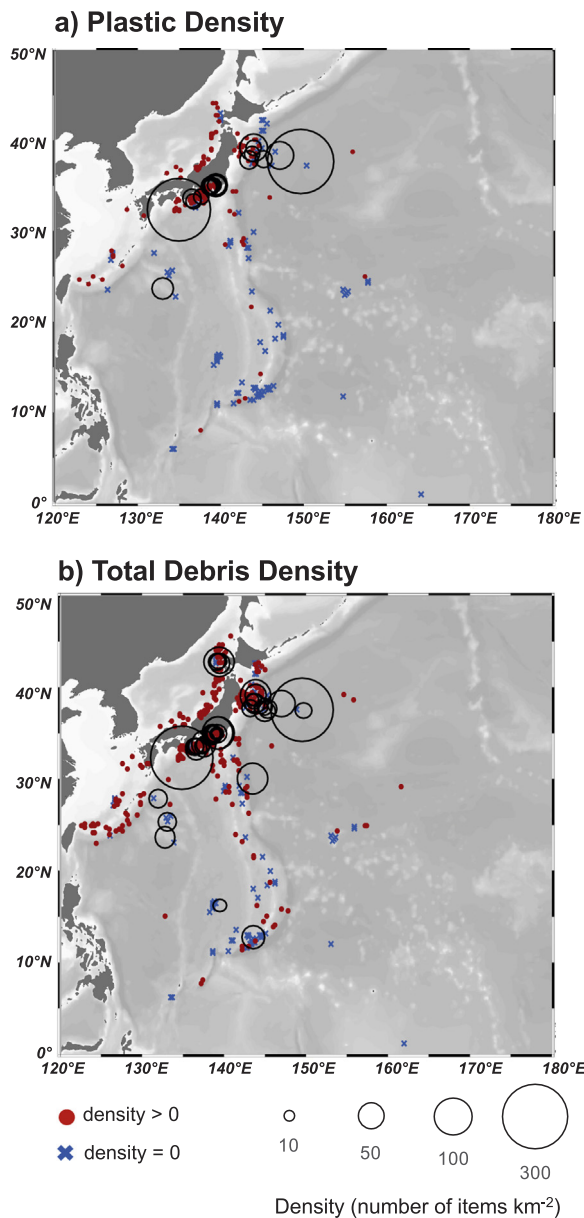 a) Plastic Density
50°N
40°N
30°N
20°N
10°N
0°
120°E 130°E 140°E 150°E 160°E 170°E 180°E
b) Total Debris Density
50°N
40°N
30°N
20°N
10°N
0°
120°E 130°E 140°E 150°E 160°E 170°E 180°E
density > 0
density = 0
10 50 100 300
Density (number of items km⁻²)